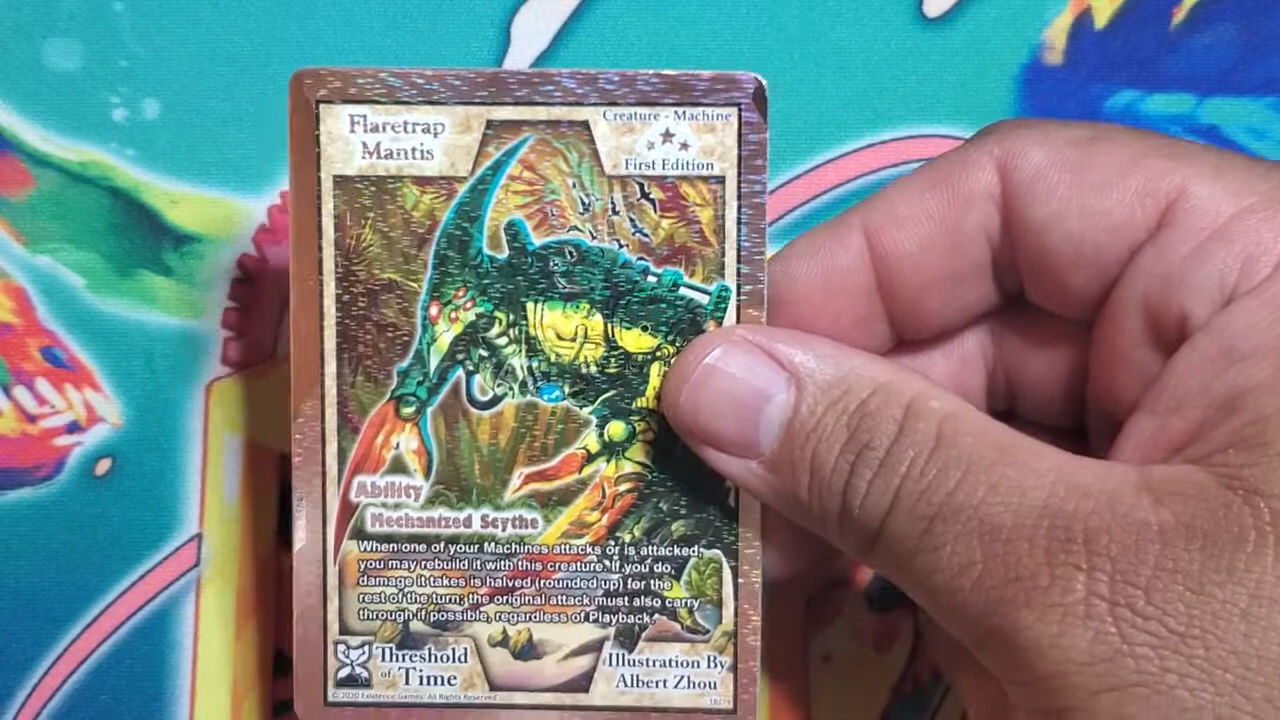 Flaretrap
Mantis
Creature - Machine
First Edition
Ability
Mechanized Scythe
When one of your Machines attacks or is attacked,
you may rebuild it with this creature. If you do,
damage it takes is halved (rounded up) for the
rest of the turn; the original attack must also carry
through if possible, regardless of Playback.
Threshold
of Time
Illustration By
Albert Zhou
© 2020 Existence Games. All Rights Reserved